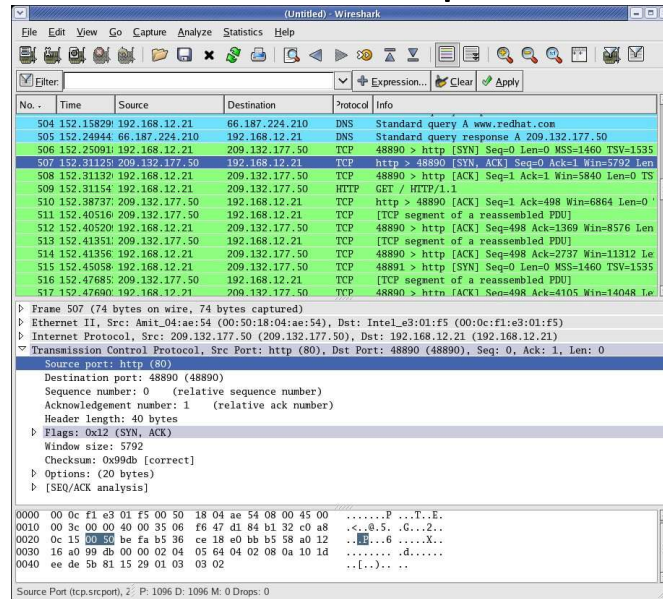 (Untitled) - Wireshark
File Edit View Go Capture Analyze Statistics Help
Filter: Expression... Clear Apply
No. - Time Source Destination Protocol Info
504 152.15829 192.168.12.21 66.187.224.210 DNS Standard query A www.redhat.com
505 152.24944 66.187.224.210 192.168.12.21 DNS Standard query response A 209.132.177.50
506 152.25091 192.168.12.21 209.132.177.50 TCP 48890 > http [SYN] Seq=0 Len=0 MSS=1460 TSV=1535
507 152.31125 209.132.177.50 192.168.12.21 TCP http > 48890 [SYN, ACK] Seq=0 Ack=1 Win=5792 Len
508 152.31132 192.168.12.21 209.132.177.50 TCP 48890 > http [ACK] Seq=1 Ack=1 Win=5840 Len=0 TS
509 152.31154 192.168.12.21 209.132.177.50 HTTP GET / HTTP/1.1
510 152.38737 209.132.177.50 192.168.12.21 TCP http > 48890 [ACK] Seq=1 Ack=498 Win=6864 Len=0
511 152.40516 209.132.177.50 192.168.12.21 TCP [TCP segment of a reassembled PDU]
512 152.40520 192.168.12.21 209.132.177.50 TCP 48890 > http [ACK] Seq=498 Ack=1369 Win=8576 Len
513 152.41351 209.132.177.50 192.168.12.21 TCP [TCP segment of a reassembled PDU]
514 152.41356 192.168.12.21 209.132.177.50 TCP 48890 > http [ACK] Seq=498 Ack=2737 Win=11312 Le
515 152.45058 192.168.12.21 209.132.177.50 TCP 48891 > http [SYN] Seq=0 Len=0 MSS=1460 TSV=1535
516 152.47685 209.132.177.50 192.168.12.21 TCP [TCP segment of a reassembled PDU]
517 152.47690 192.168.12.21 209.132.177.50 TCP 48890 > http [ACK] Seq=498 Ack=4105 Win=14048 Le
Frame 507 (74 bytes on wire, 74 bytes captured)
Ethernet II, Src: Amit_04:ae:54 (00:50:18:04:ae:54), Dst: Intel_e3:01:f5 (00:0c:f1:e3:01:f5)
Internet Protocol, Src: 209.132.177.50 (209.132.177.50), Dst: 192.168.12.21 (192.168.12.21)
Transmission Control Protocol, Src Port: http (80), Dst Port: 48890 (48890), Seq: 0, Ack: 1, Len: 0
Source port: http (80)
Destination port: 48890 (48890)
Sequence number: 0 (relative sequence number)
Acknowledgement number: 1 (relative ack number)
Header length: 40 bytes
Flags: 0x12 (SYN, ACK)
Window size: 5792
Checksum: 0x99db [correct]
Options: (20 bytes)
[SEQ/ACK analysis]
0000 00 0c f1 e3 01 f5 00 50 18 04 ae 54 08 00 45 00 .......P ...T..E.
0010 00 3c 00 00 40 00 35 06 f6 47 d1 84 b1 32 c0 a8 .<..@.5. .G...2..
0020 0c 15 00 50 be fa b5 36 ce 18 e0 bb b5 58 a0 12 ...P...6 .....X..
0030 16 a0 99 db 00 00 02 04 05 64 04 02 08 0a 10 1d ........ .d......
0040 ee de 5b 81 15 29 01 03 03 02 ..[..).. ..
Source Port (tcp.srcport), 2 P: 1096 D: 1096 M: 0 Drops: 0